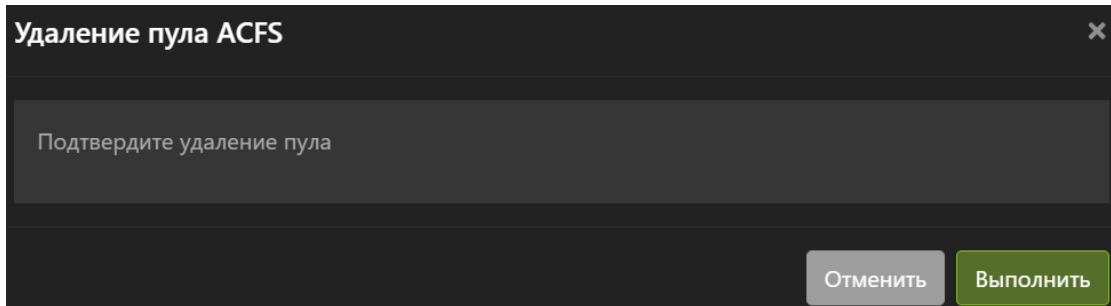 Удаление пула ACFS
Подтвердите удаление пула
Отменить Выполнить